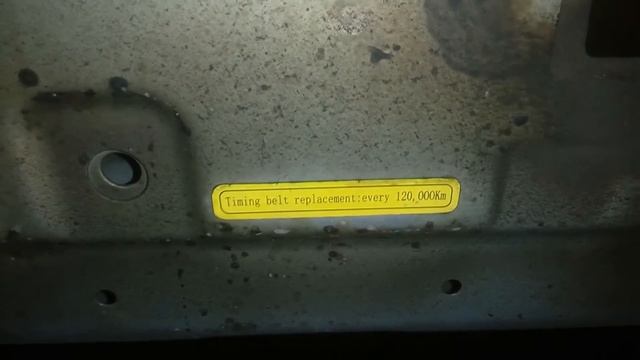 Timing belt replacement:every 120,000Km